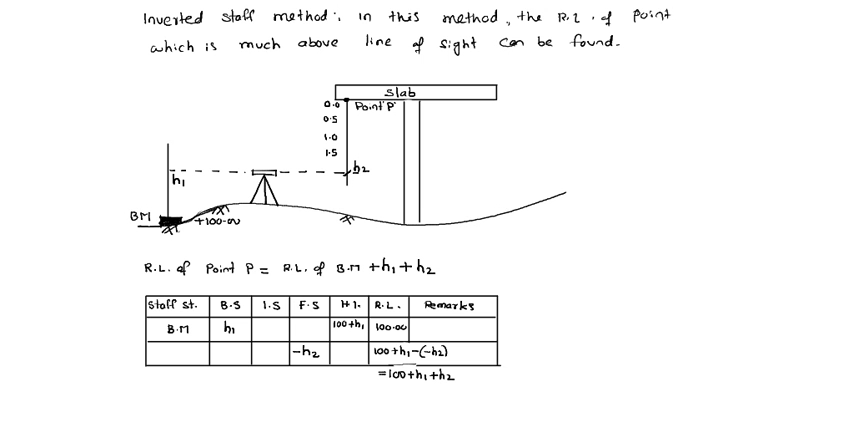 Inverted staff method : in this method, the R.L. of point
which is much above line of sight can be found.
slab
0.0 Point 'P'
0.5
1.0
1.5
h1
h2
BM
+100.00
R.L. of Point P = R.L. of B.M + h1 + h2
Staff st. B.S I.S F.S H.I. R.L. Remarks
B.M h1 100+h1 100.00
-h2 100+h1-(-h2)
=100+h1+h2